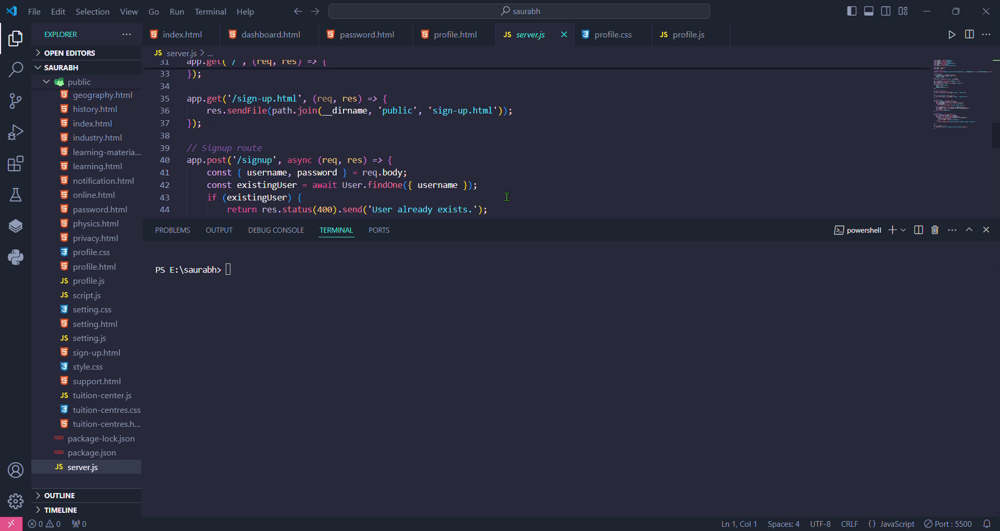 File Edit Selection View Go Run Terminal Help
saurabh
EXPLORER
OPEN EDITORS
SAURABH
public
geography.html
history.html
index.html
industry.html
learning-materia...
learning.html
notification.html
online.html
password.html
physics.html
privacy.html
profile.css
profile.html
profile.js
script.js
setting.css
setting.html
setting.js
sign-up.html
style.css
support.html
tuition-center.js
tuition-centres.css
tuition-centres.h...
package-lock.json
package.json
server.js
OUTLINE
TIMELINE
index.html dashboard.html password.html profile.html server.js profile.css profile.js
server.js > ...
31 app.get('/', (req, res) => {
33 });
34
35 app.get('/sign-up.html', (req, res) => {
36 res.sendFile(path.join(__dirname, 'public', 'sign-up.html'));
37 });
38
39 // Signup route
40 app.post('/signup', async (req, res) => {
41 const { username, password } = req.body;
42 const existingUser = await User.findOne({ username });
43 if (existingUser) {
44 return res.status(400).send('User already exists.');
PROBLEMS OUTPUT DEBUG CONSOLE TERMINAL PORTS
powershell
PS E:\saurabh>
0 0 0
Ln 1, Col 1 Spaces: 4 UTF-8 CRLF {} JavaScript Port : 5500